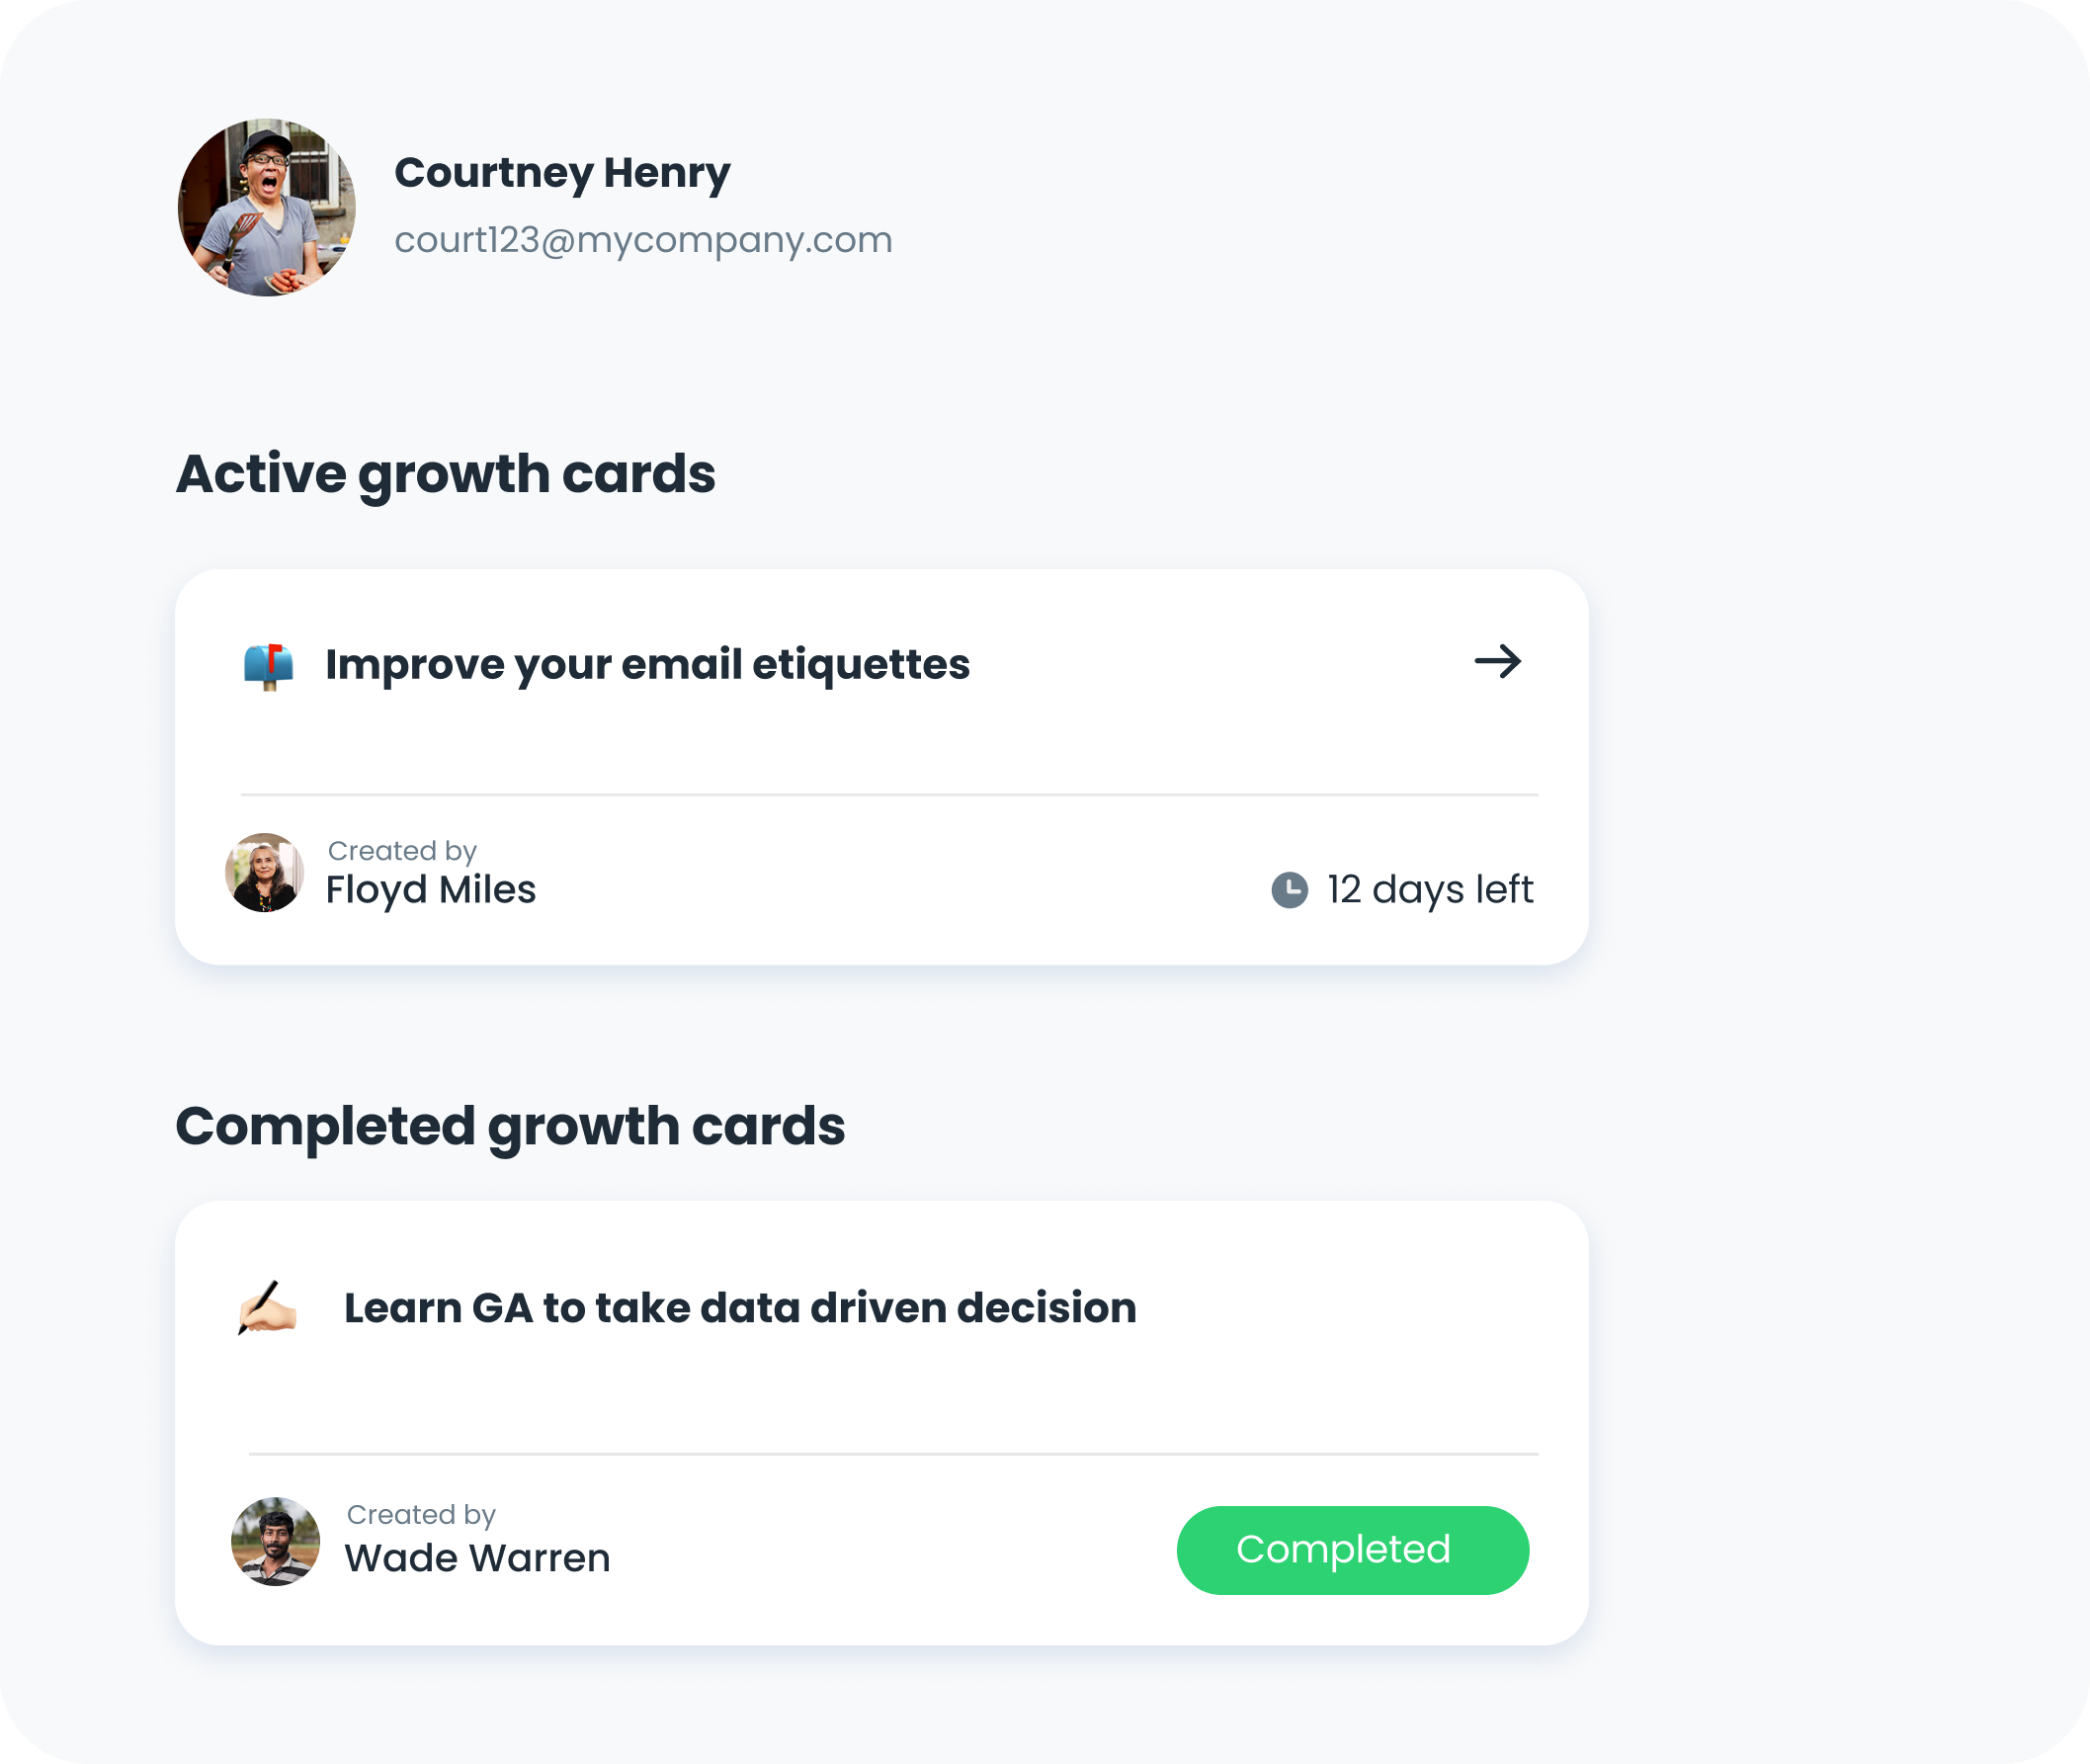 Courtney Henry
court123@mycompany.com
Active growth cards
Improve your email etiquettes
Created by
Floyd Miles
12 days left
Completed growth cards
Learn GA to take data driven decision
Created by
Wade Warren
Completed